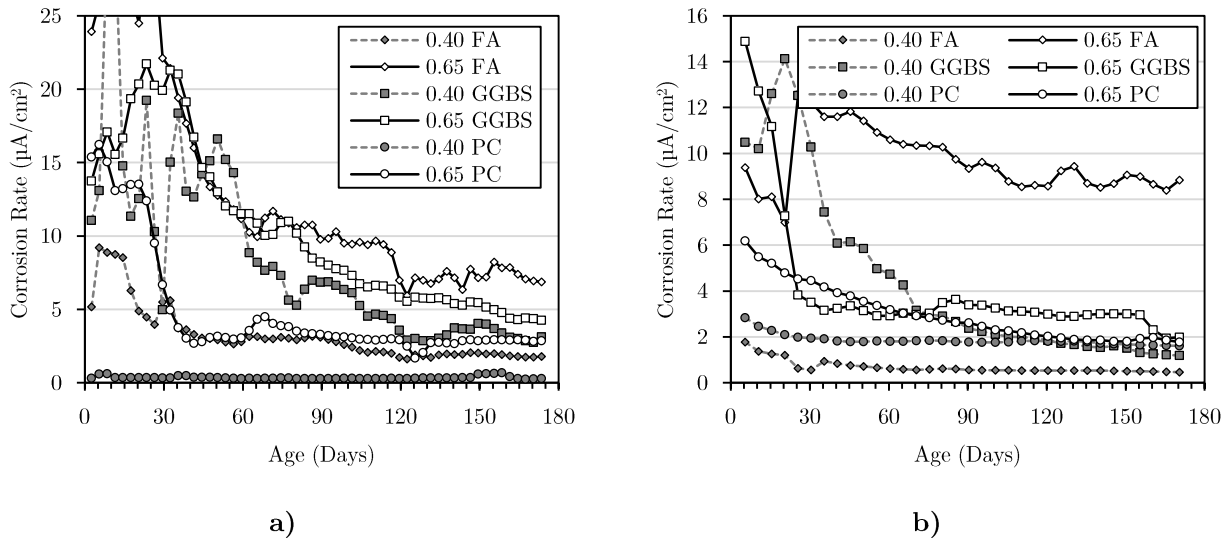 25
20
15
10
5
0
0 30 60 90 120 150 180
Corrosion Rate (µA/cm²)
Age (Days)
0.40 FA
0.65 FA
0.40 GGBS
0.65 GGBS
0.40 PC
0.65 PC
a)
16
14
12
10
8
6
4
2
0
0 30 60 90 120 150 180
Corrosion Rate (µA/cm²)
Age (Days)
0.40 FA 0.65 FA
0.40 GGBS 0.65 GGBS
0.40 PC 0.65 PC
b)